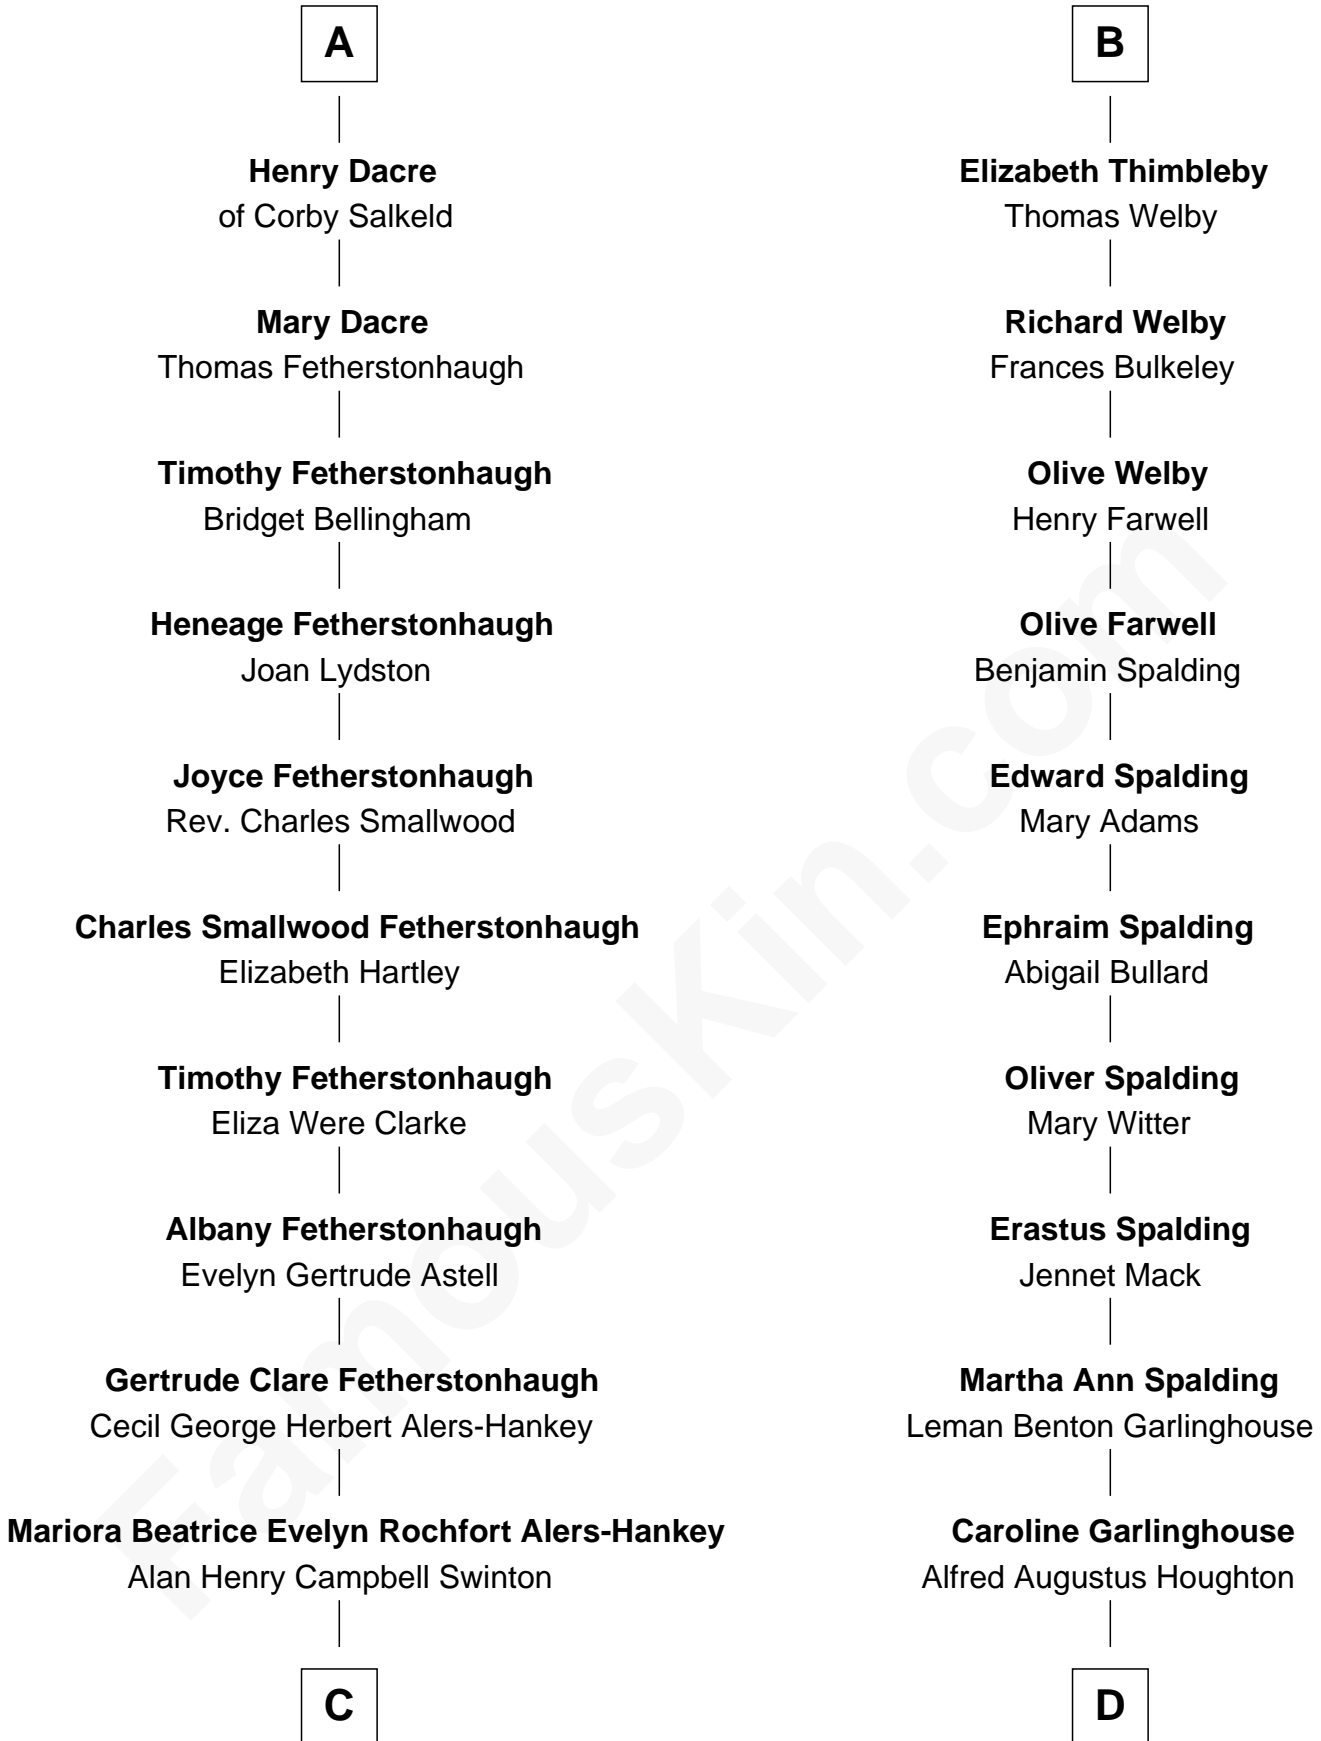 A
Henry Dacre
of Corby Salkeld
Mary Dacre
Thomas Fetherstonhaugh
Timothy Fetherstonhaugh
Bridget Bellingham
Heneage Fetherstonhaugh
Joan Lydston
Joyce Fetherstonhaugh
Rev. Charles Smallwood
Charles Smallwood Fetherstonhaugh
Elizabeth Hartley
Timothy Fetherstonhaugh
Eliza Were Clarke
Albany Fetherstonhaugh
Evelyn Gertrude Astell
Gertrude Clare Fetherstonhaugh
Cecil George Herbert Alers-Hankey
Mariora Beatrice Evelyn Rochfort Alers-Hankey
Alan Henry Campbell Swinton
C
B
Elizabeth Thimbleby
Thomas Welby
Richard Welby
Frances Bulkeley
Olive Welby
Henry Farwell
Olive Farwell
Benjamin Spalding
Edward Spalding
Mary Adams
Ephraim Spalding
Abigail Bullard
Oliver Spalding
Mary Witter
Erastus Spalding
Jennet Mack
Martha Ann Spalding
Leman Benton Garlinghouse
Caroline Garlinghouse
Alfred Augustus Houghton
D
FamousKin.com